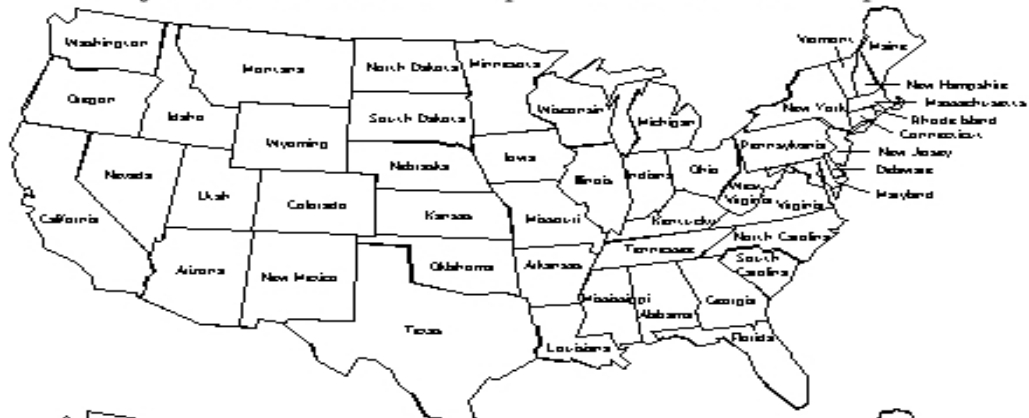 Washington
Montana
North Dakota
Minnesota
Vermont
Maine
Oregon
Idaho
South Dakota
Wisconsin
Michigan
New York
New Hampshire
Massachusetts
Rhode Island
Connecticut
Wyoming
Nebraska
Iowa
Pennsylvania
New Jersey
Nevada
Utah
Colorado
Illinois
Indiana
Ohio
Delaware
California
Kansas
Missouri
West
Virginia
Virginia
Maryland
Kentucky
Arizona
New Mexico
Oklahoma
Arkansas
Tennessee
North Carolina
South
Carolina
Mississippi
Alabama
Georgia
Texas
Louisiana
Florida